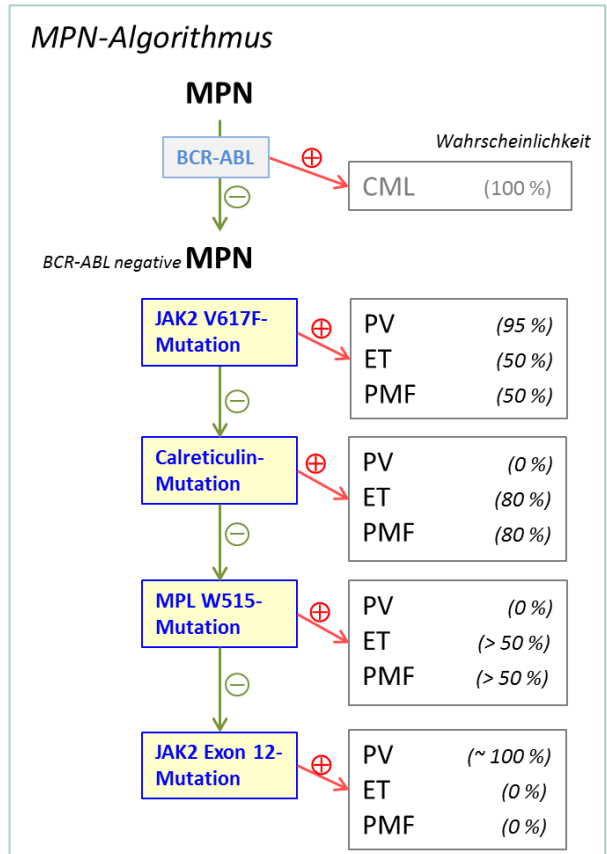 MPN-Algorithmus
MPN
Wahrscheinlichkeit
BCR-ABL
CML (100 %)
BCR-ABL negative MPN
JAK2 V617F-
Mutation
PV (95 %)
ET (50 %)
PMF (50 %)
Calreticulin-
Mutation
PV (0 %)
ET (80 %)
PMF (80 %)
MPL W515-
Mutation
PV (0 %)
ET (> 50 %)
PMF (> 50 %)
JAK2 Exon 12-
Mutation
PV (~ 100 %)
ET (0 %)
PMF (0 %)